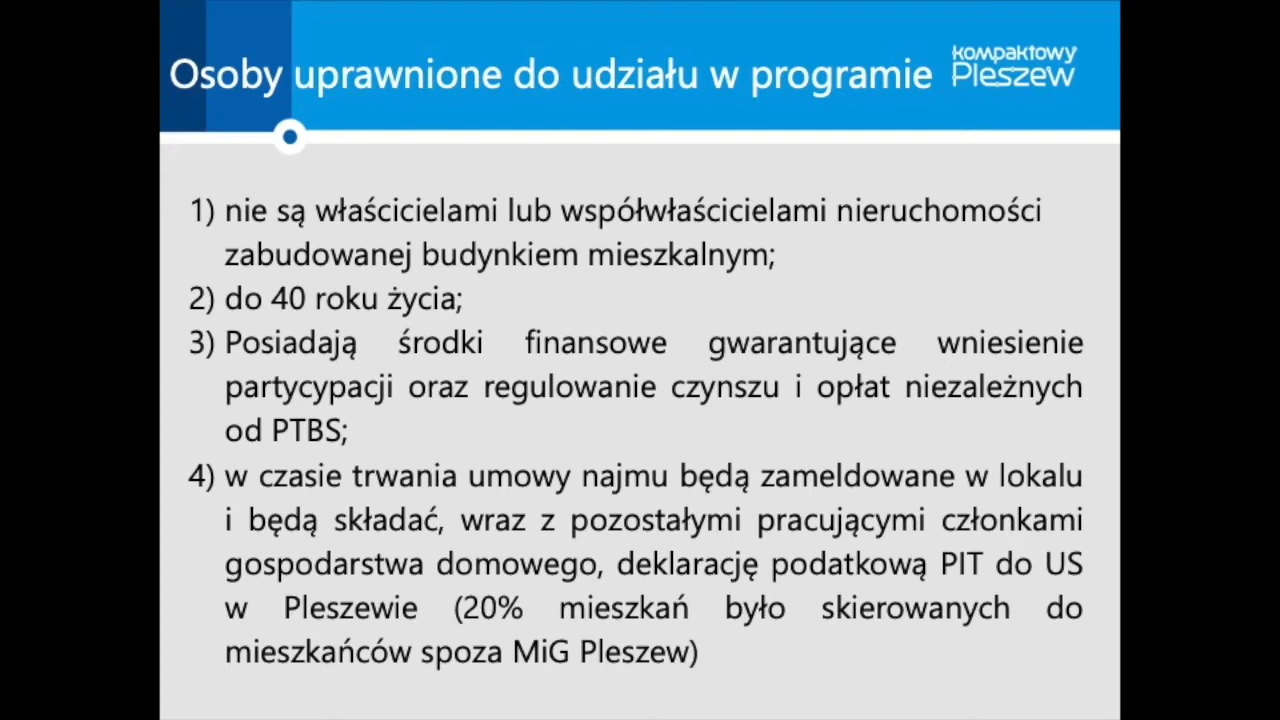 Osoby uprawnione do udziału w programie
kompaktowy
Pleszew
1) nie są właścicielami lub współwłaścicielami nieruchomości
zabudowanej budynkiem mieszkalnym;
2) do 40 roku życia;
3) Posiadają środki finansowe gwarantujące wniesienie
partycypacji oraz regulowanie czynszu i opłat niezależnych
od PTBS;
4) w czasie trwania umowy najmu będą zameldowane w lokalu
i będą składać, wraz z pozostałymi pracującymi członkami
gospodarstwa domowego, deklarację podatkową PIT do US
w Pleszewie (20% mieszkań było skierowanych do
mieszkańców spoza MiG Pleszew)